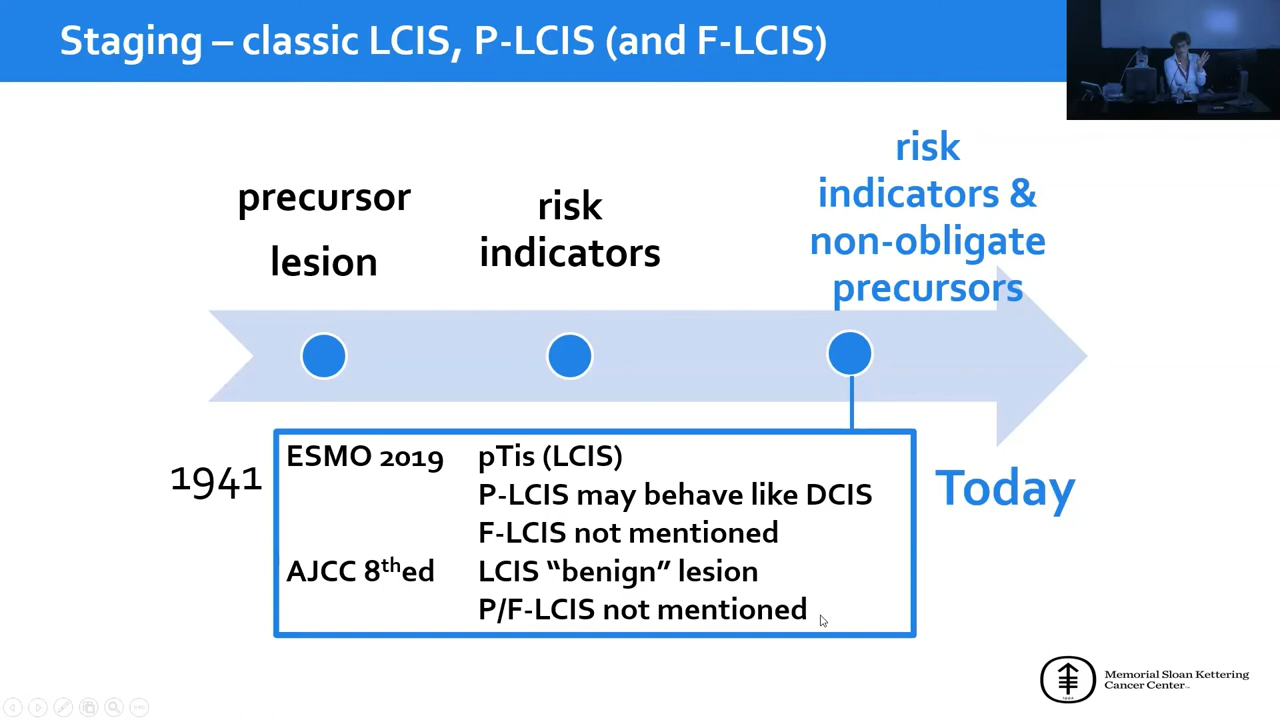 Staging – classic LCIS, P-LCIS (and F-LCIS)
precursor
lesion
risk
indicators
risk
indicators &
non-obligate
precursors
1941
ESMO 2019 pTis (LCIS)
P-LCIS may behave like DCIS
F-LCIS not mentioned
AJCC 8th ed LCIS “benign” lesion
P/F-LCIS not mentioned
Today
Memorial Sloan Kettering
Cancer Center